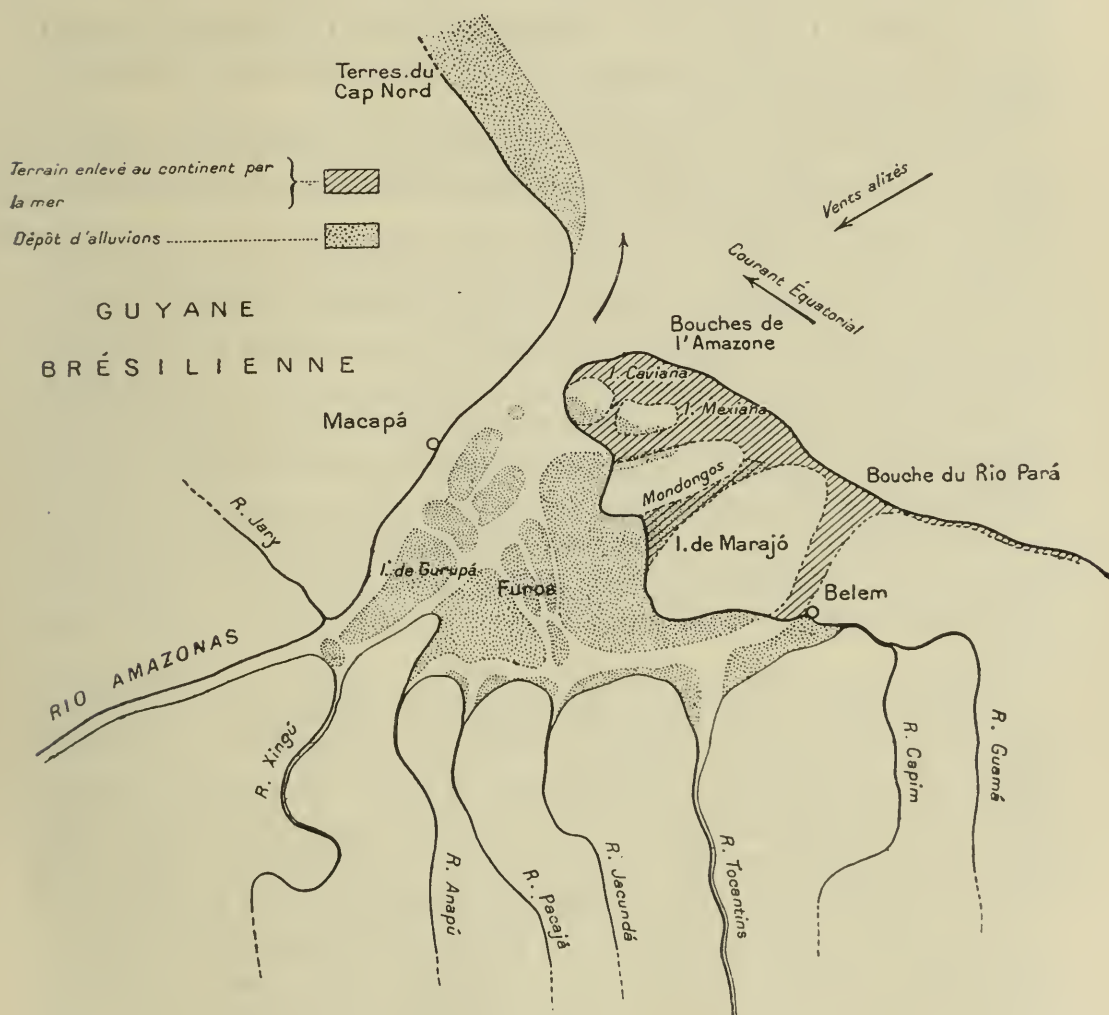 Terres du
Cap Nord
Terrain enlevé au continent par
la mer
Dépôt d'alluvions
Vents alizés
Courant Équatorial
GUYANE
BRÉSILIENNE
Bouches de
l'Amazone
I. Caviana
I. Mexiana
Macapá
Mondongos
Bouche du Rio Pará
R. Jary
I. de Marajó
I. de Gurupá
Furos
Belem
RIO AMAZONAS
R. Xingú
R. Anapú
R. Pacajá
R. Jacundá
R. Tocantins
R. Capim
R. Guamá